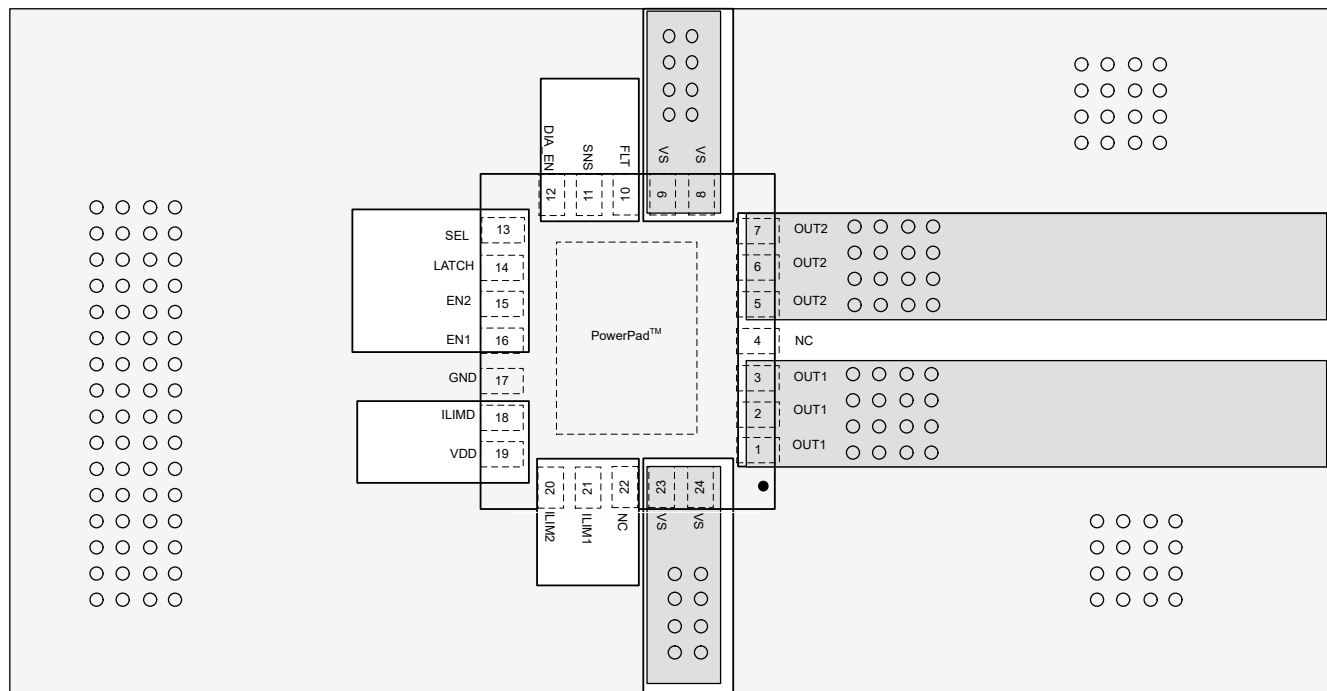 DIA_EN
SNS
FLT
VS
VS
12
11
10
9
8
SEL
13
LATCH
14
EN2
15
EN1
16
GND
17
ILIMD
18
VDD
19
PowerPad™
7
OUT2
6
OUT2
5
OUT2
4
NC
3
OUT1
2
OUT1
1
OUT1
20
21
22
23
24
ILIM2
ILIM1
NC
VS
VS